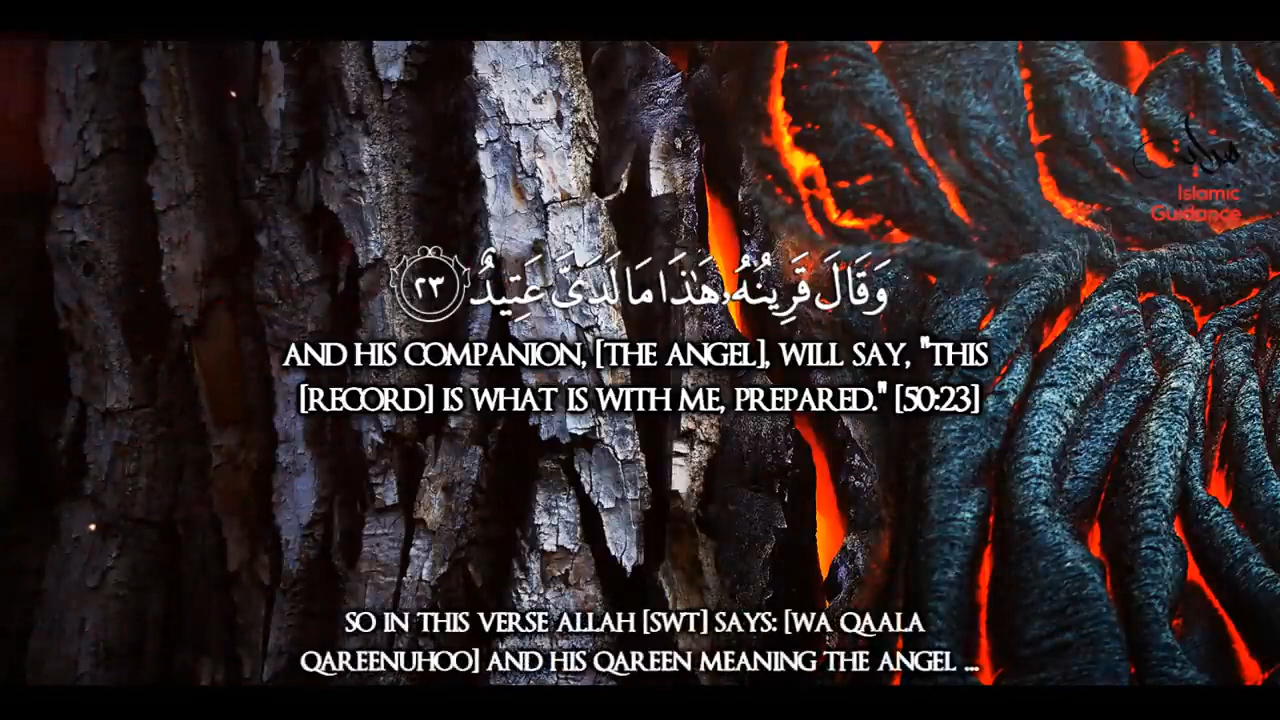 هداية
Islamic
Guidance
وَقَالَ قَرِينُهُۥ هَـٰذَا مَا لَدَىَّ عَتِيدٌ ٢٣
AND HIS COMPANION, [THE ANGEL], WILL SAY, "THIS
[RECORD] IS WHAT IS WITH ME, PREPARED." [50:23]
SO IN THIS VERSE ALLAH [SWT] SAYS: [WA QAALA
QAREENUHOO] AND HIS QAREEN MEANING THE ANGEL ...